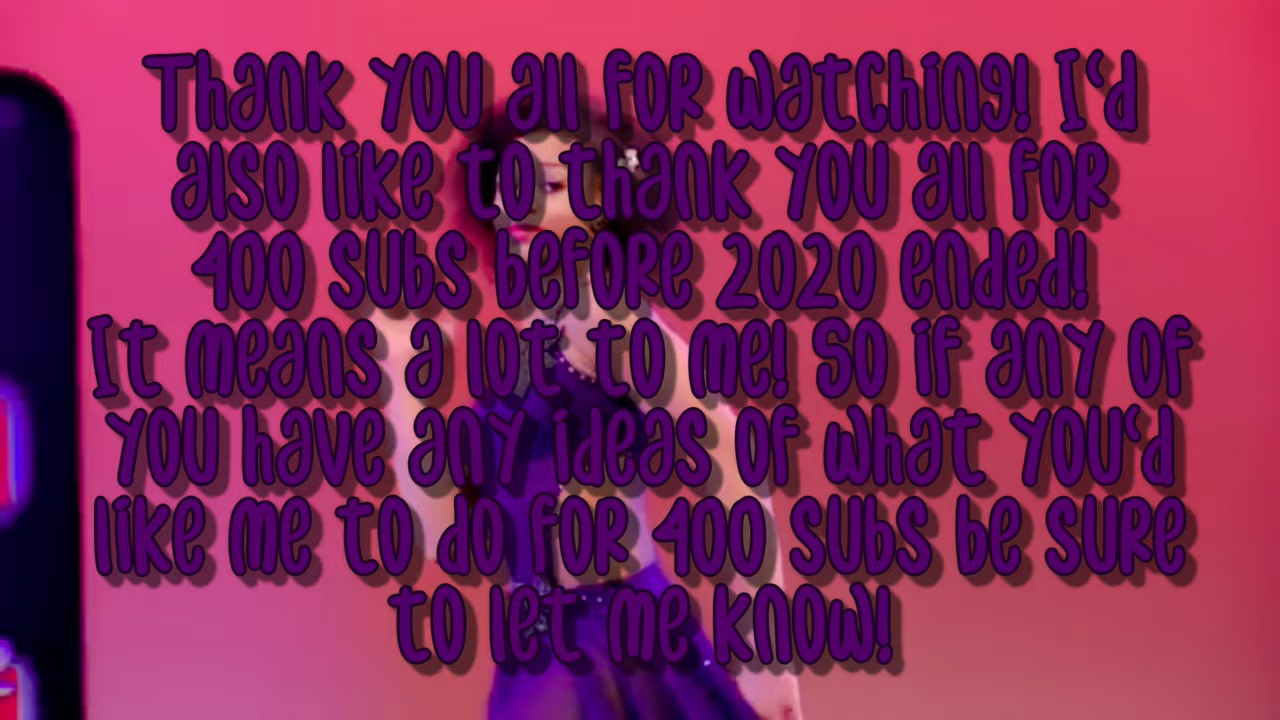 Thank you all for watching! I'd
also like to thank you all for
400 subs before 2020 ended!
It means a lot to me! So if any of
you have any ideas of what you'd
like me to do for 400 subs be sure
to let me know!